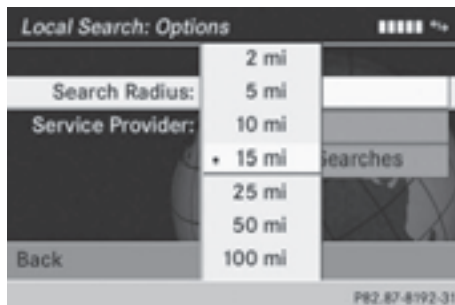 Local Search: Options
2 mi
Search Radius: 5 mi
Service Provider: 10 mi
• 15 mi earches
25 mi
50 mi
Back 100 mi
P82.87-8192-31